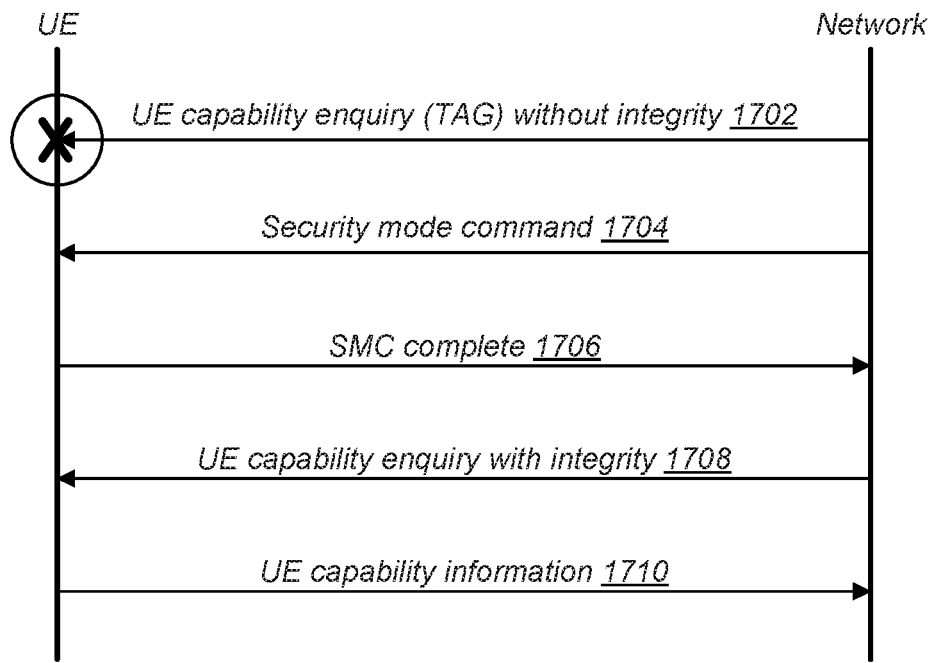 UE
Network
UE capability enquiry (TAG) without integrity 1702
Security mode command 1704
SMC complete 1706
UE capability enquiry with integrity 1708
UE capability information 1710